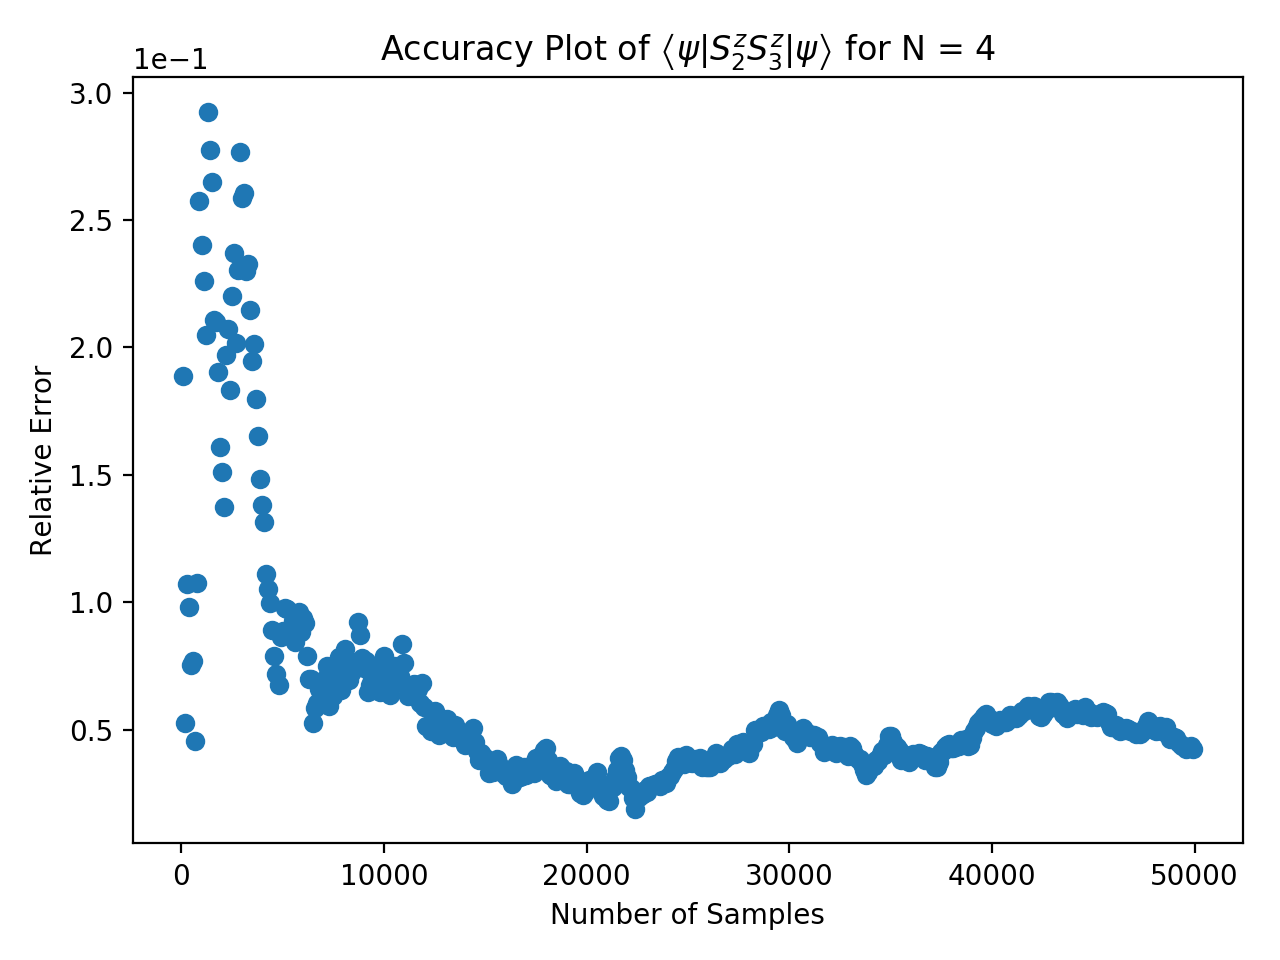 Accuracy Plot of ⟨ψ|S₂ᶻS₃ᶻ|ψ⟩ for N = 4
1e−1
3.0
2.5
2.0
1.5
1.0
0.5
Relative Error
0 10000 20000 30000 40000 50000
Number of Samples